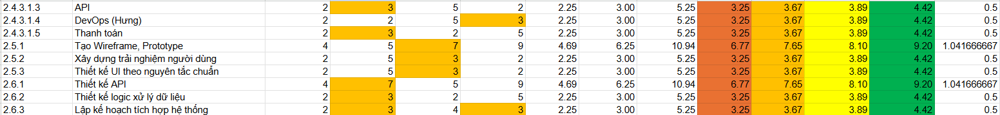 2.4.3.1.3 API 2 3 5 2 2.25 3.00 5.25 3.25 3.67 3.89 4.42 0.5
2.4.3.1.4 DevOps (Hưng) 2 2 5 3 2.25 3.00 5.25 3.25 3.67 3.89 4.42 0.5
2.4.3.1.5 Thanh toán 2 3 2 5 2.25 3.00 5.25 3.25 3.67 3.89 4.42 0.5
2.5.1 Tạo Wireframe, Prototype 4 5 7 9 4.69 6.25 10.94 6.77 7.65 8.10 9.20 1.041666667
2.5.2 Xây dựng trải nghiệm người dùng 2 5 3 2 2.25 3.00 5.25 3.25 3.67 3.89 4.42 0.5
2.5.3 Thiết kế UI theo nguyên tắc chuẩn 2 5 3 2 2.25 3.00 5.25 3.25 3.67 3.89 4.42 0.5
2.6.1 Thiết kế API 4 7 5 9 4.69 6.25 10.94 6.77 7.65 8.10 9.20 1.041666667
2.6.2 Thiết kế logic xử lý dữ liệu 2 3 2 5 2.25 3.00 5.25 3.25 3.67 3.89 4.42 0.5
2.6.3 Lập kế hoạch tích hợp hệ thống 2 3 4 3 2.25 3.00 5.25 3.25 3.67 3.89 4.42 0.5